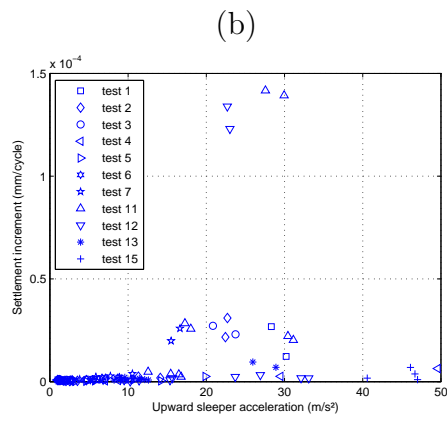 (b)
x 10⁻⁴
1.5
1
0.5
0
test 1
test 2
test 3
test 4
test 5
test 6
test 7
test 11
test 12
test 13
test 15
Settlement increment (mm/cycle)
0 10 20 30 40 50
Upward sleeper acceleration (m/s²)